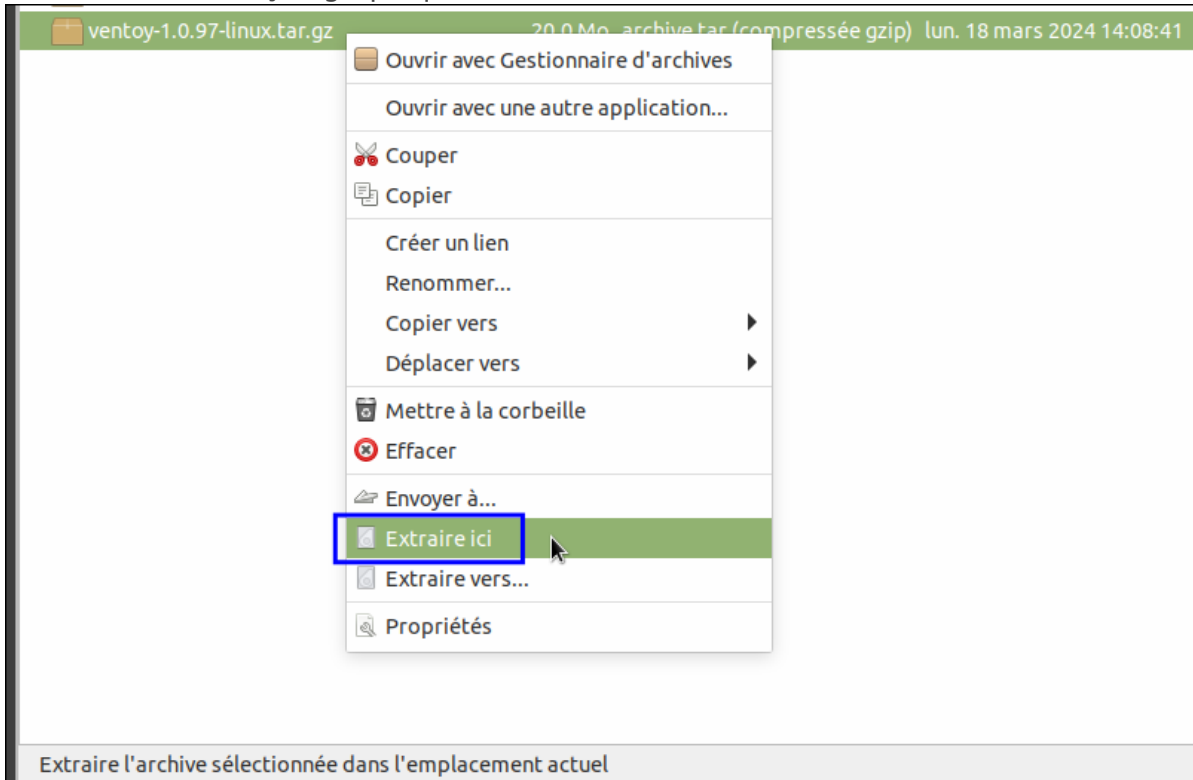 ventoy-1.0.97-linux.tar.gz 20,0 Mo archive tar (compressée gzip) lun. 18 mars 2024 14:08:41
Ouvrir avec Gestionnaire d'archives
Ouvrir avec une autre application...
Couper
Copier
Créer un lien
Renommer...
Copier vers
Déplacer vers
Mettre à la corbeille
Effacer
Envoyer à...
Extraire ici
Extraire vers...
Propriétés
Extraire l'archive sélectionnée dans l'emplacement actuel